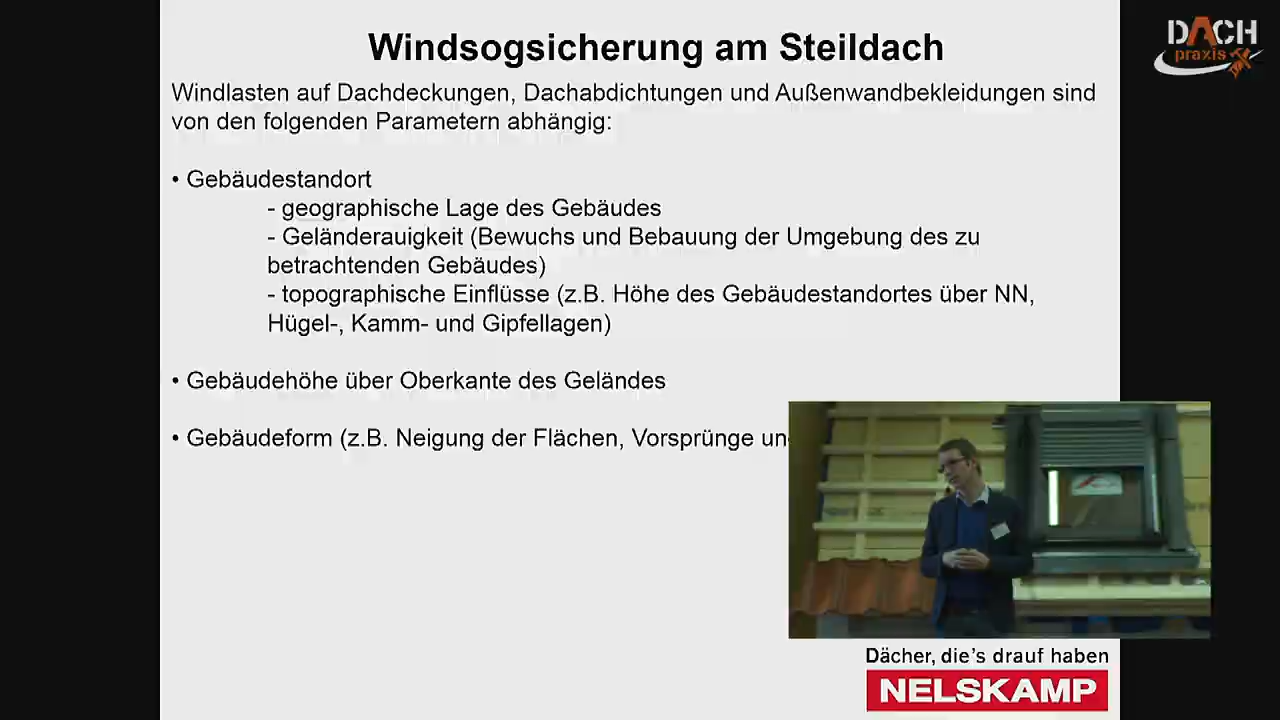 Windsogsicherung am Steildach
DACH
praxis
Windlasten auf Dachdeckungen, Dachabdichtungen und Außenwandbekleidungen sind
von den folgenden Parametern abhängig:
• Gebäudestandort
- geographische Lage des Gebäudes
- Geländerauigkeit (Bewuchs und Bebauung der Umgebung des zu
betrachtenden Gebäudes)
- topographische Einflüsse (z.B. Höhe des Gebäudestandortes über NN,
Hügel-, Kamm- und Gipfellagen)
• Gebäudehöhe über Oberkante des Geländes
• Gebäudeform (z.B. Neigung der Flächen, Vorsprünge
Dächer, die's drauf haben
NELSKAMP